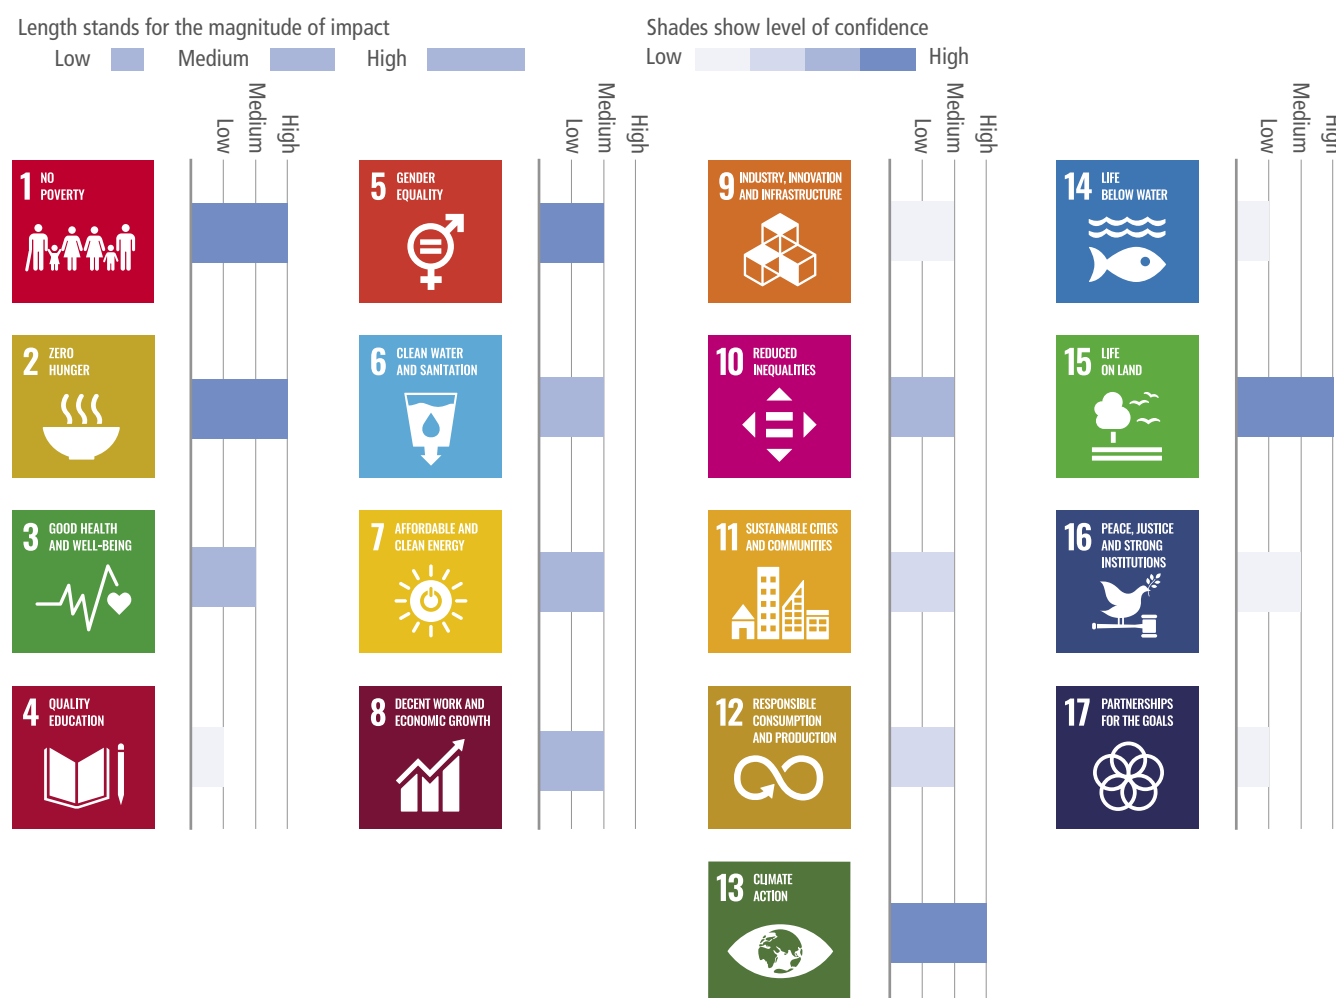 Length stands for the magnitude of impact
Low Medium High
Shades show level of confidence
Low High
Low Medium High
Low Medium High
Low Medium High
Low Medium High
1 NO
POVERTY
5 GENDER
EQUALITY
9 INDUSTRY, INNOVATION
AND INFRASTRUCTURE
14 LIFE
BELOW WATER
2 ZERO
HUNGER
6 CLEAN WATER
AND SANITATION
10 REDUCED
INEQUALITIES
15 LIFE
ON LAND
3 GOOD HEALTH
AND WELL-BEING
7 AFFORDABLE AND
CLEAN ENERGY
11 SUSTAINABLE CITIES
AND COMMUNITIES
16 PEACE, JUSTICE
AND STRONG
INSTITUTIONS
4 QUALITY
EDUCATION
8 DECENT WORK AND
ECONOMIC GROWTH
12 RESPONSIBLE
CONSUMPTION
AND PRODUCTION
17 PARTNERSHIPS
FOR THE GOALS
13 CLIMATE
ACTION